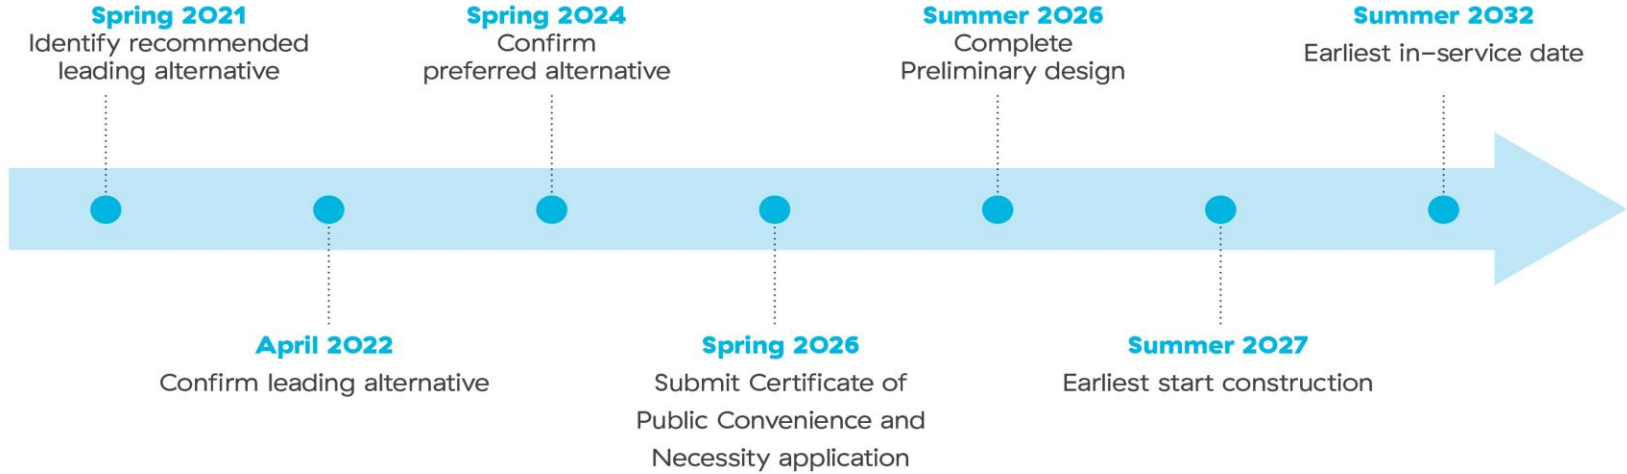 Spring 2021
Identify recommended
leading alternative
Spring 2024
Confirm
preferred alternative
Summer 2026
Complete
Preliminary design
Summer 2032
Earliest in-service date
April 2022
Confirm leading alternative
Spring 2026
Submit Certificate of
Public Convenience and
Necessity application
Summer 2027
Earliest start construction